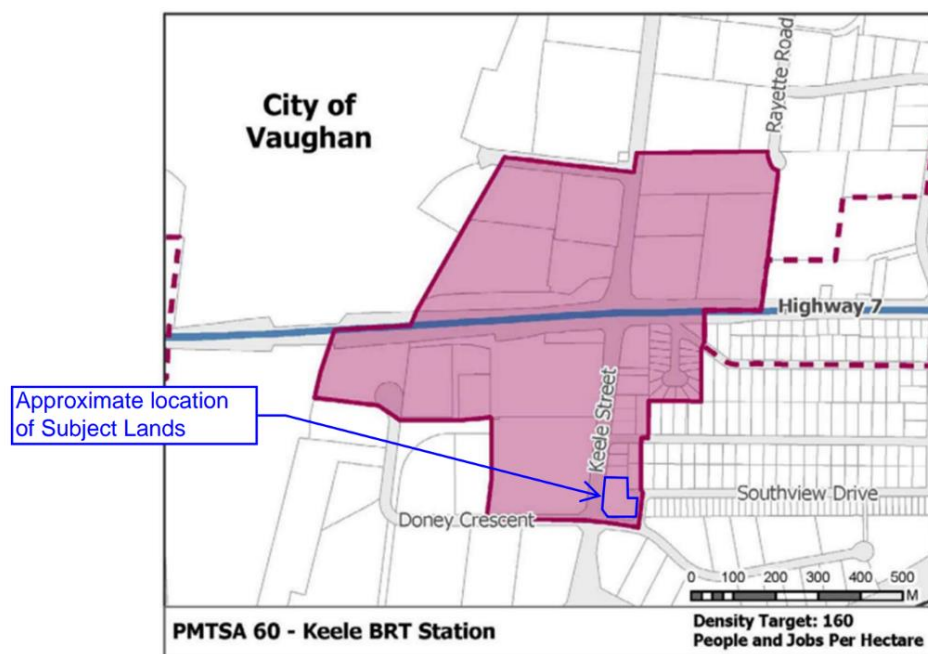 City of
Vaughan
Rayette Road
Highway 7
Approximate location
of Subject Lands
Keele Street
Southview Drive
Doney Crescent
0 100 200 300 400 500
M
PMTSA 60 - Keele BRT Station
Density Target: 160
People and Jobs Per Hectare